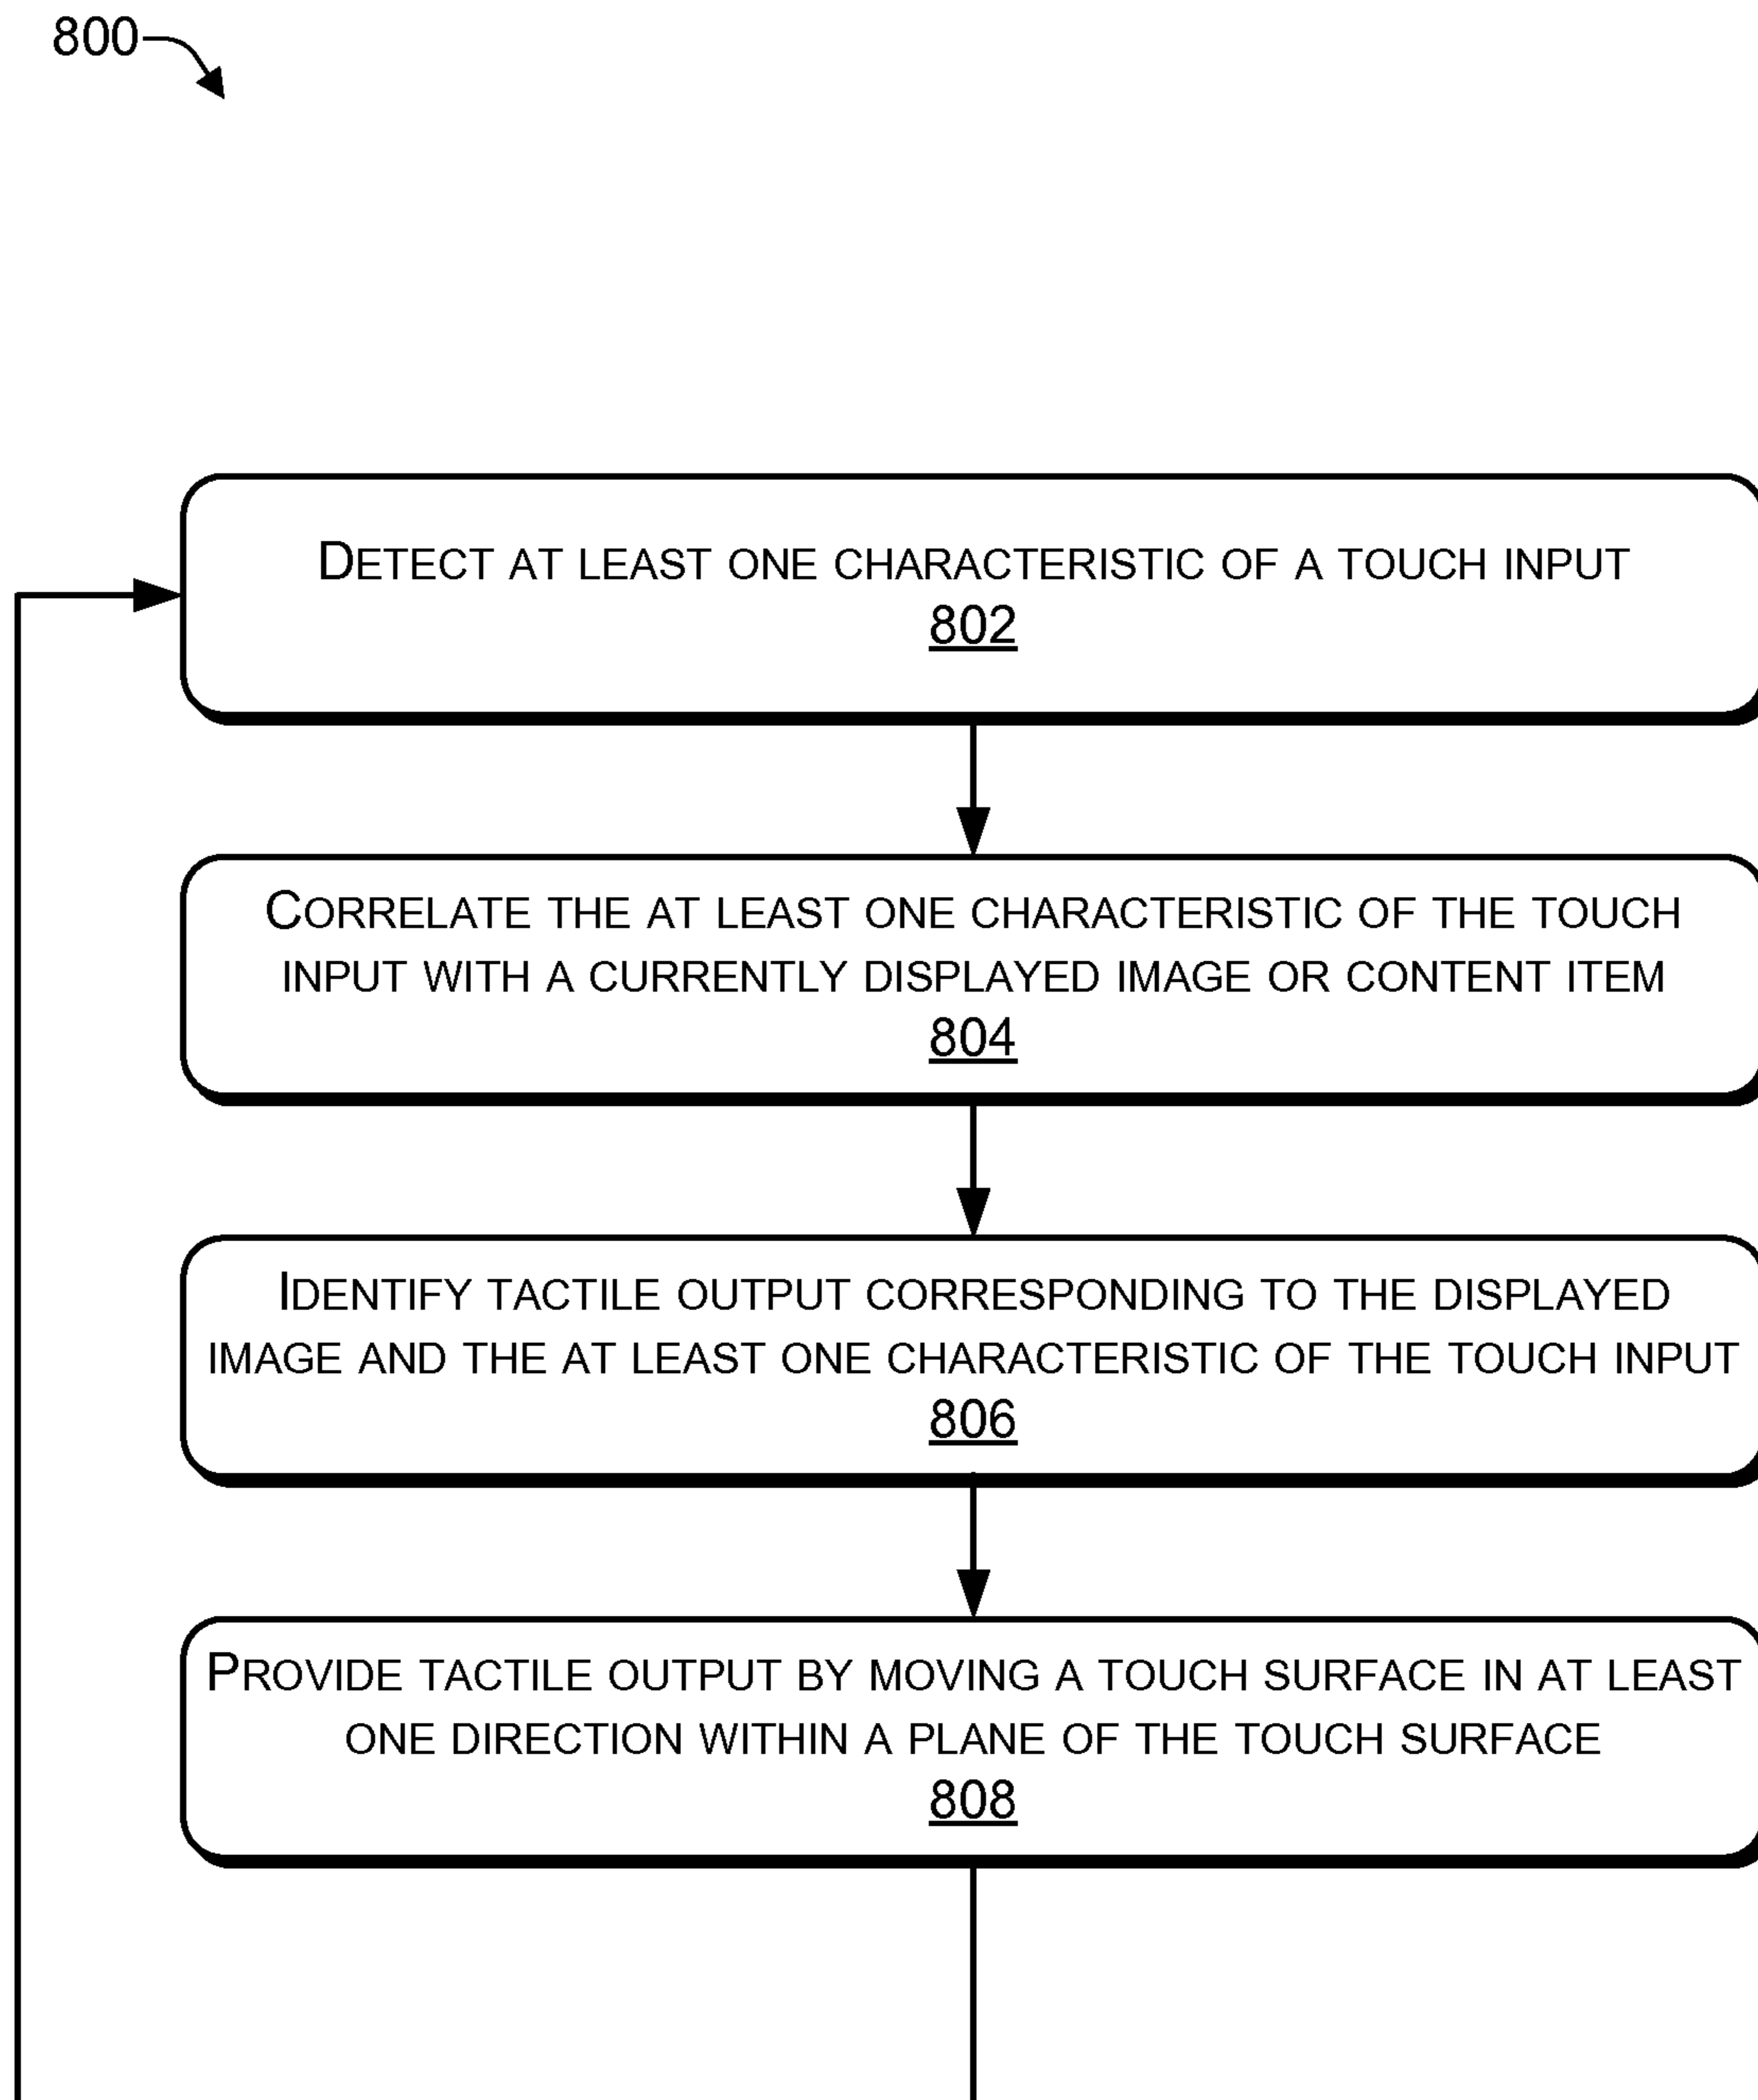 800
DETECT AT LEAST ONE CHARACTERISTIC OF A TOUCH INPUT
802
CORRELATE THE AT LEAST ONE CHARACTERISTIC OF THE TOUCH
INPUT WITH A CURRENTLY DISPLAYED IMAGE OR CONTENT ITEM
804
IDENTIFY TACTILE OUTPUT CORRESPONDING TO THE DISPLAYED
IMAGE AND THE AT LEAST ONE CHARACTERISTIC OF THE TOUCH INPUT
806
PROVIDE TACTILE OUTPUT BY MOVING A TOUCH SURFACE IN AT LEAST
ONE DIRECTION WITHIN A PLANE OF THE TOUCH SURFACE
808